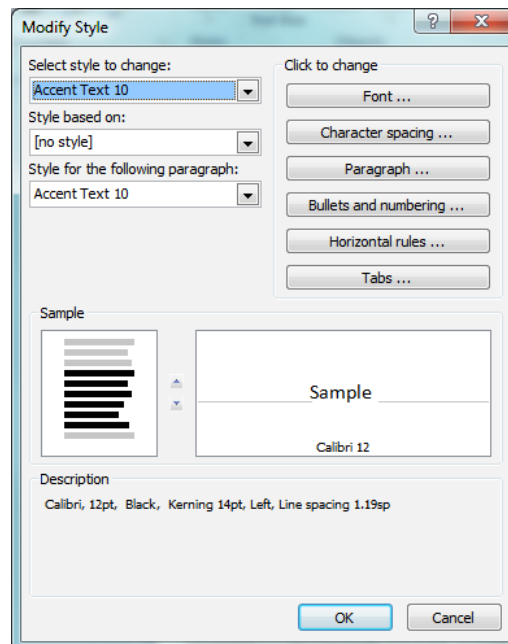 Modify Style
?
X
Select style to change:
Accent Text 10
Style based on:
[no style]
Style for the following paragraph:
Accent Text 10
Click to change
Font ...
Character spacing ...
Paragraph ...
Bullets and numbering ...
Horizontal rules ...
Tabs ...
Sample
Sample
Calibri 12
Description
Calibri, 12pt, Black, Kerning 14pt, Left, Line spacing 1.19sp
OK
Cancel